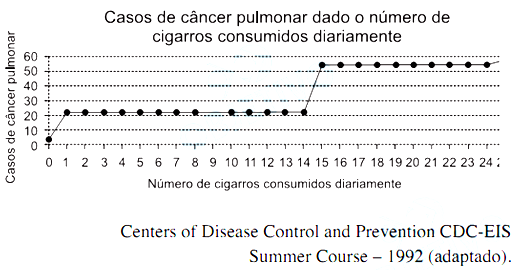 Casos de câncer pulmonar dado o número de
cigarros consumidos diariamente
Casos de câncer pulmonar
60
50
40
30
20
10
0
0 1 2 3 4 5 6 7 8 9 10 11 12 13 14 15 16 17 18 19 20 21 22 23 24
Número de cigarros consumidos diariamente
Centers of Disease Control and Prevention CDC-EIS
Summer Course – 1992 (adaptado).